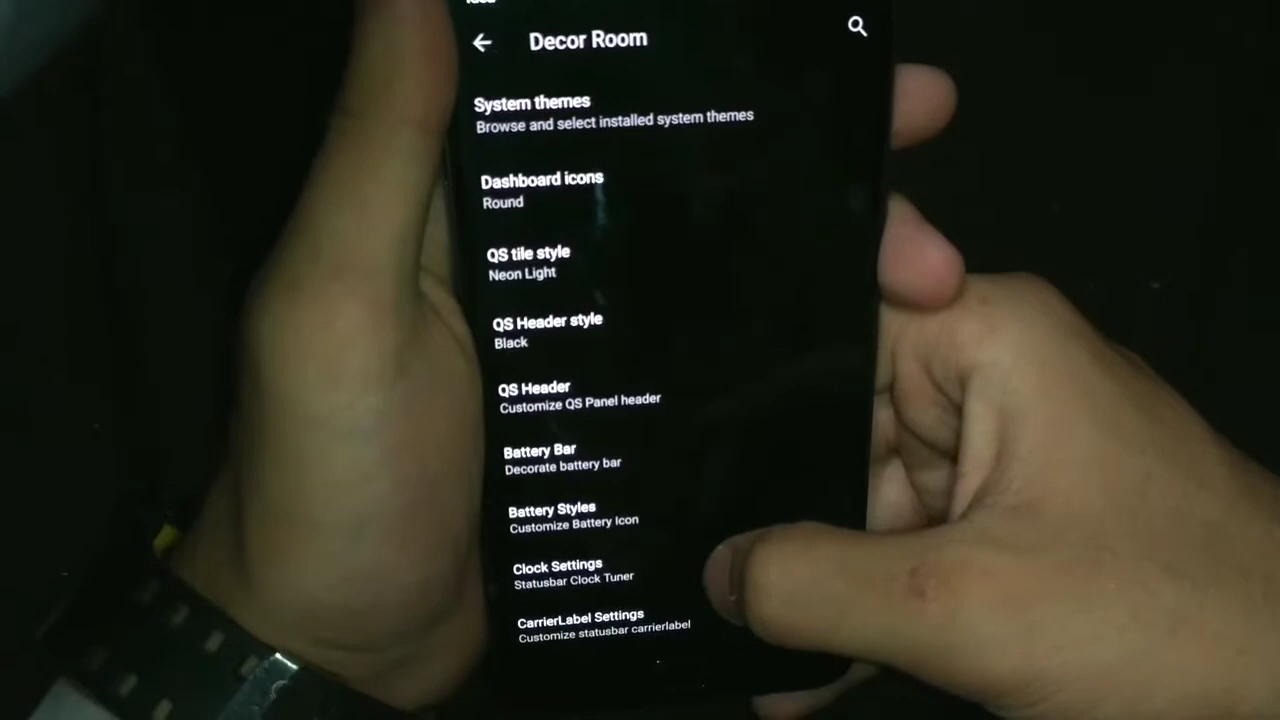 Decor Room
System themes
Browse and select installed system themes
Dashboard icons
Round
QS tile style
Neon Light
QS Header style
Black
QS Header
Customize QS Panel header
Battery Bar
Decorate battery bar
Battery Styles
Customize Battery Icon
Clock Settings
Statusbar Clock Tuner
CarrierLabel Settings
Customize statusbar carrierlabel